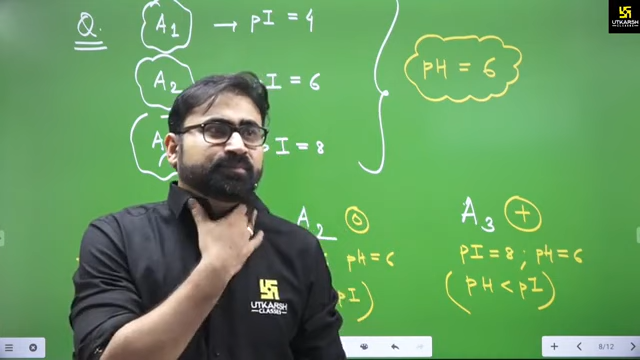 Q.
A1 → pI = 4
A2 pI = 6
A I = 8
pH = 6
UTKARSH
CLASSES
A2 0
pH = 6
pI)
A3 +
pI = 8 ; pH = 6
(pH < pI)
UTKARSH
CLASSES
8/12